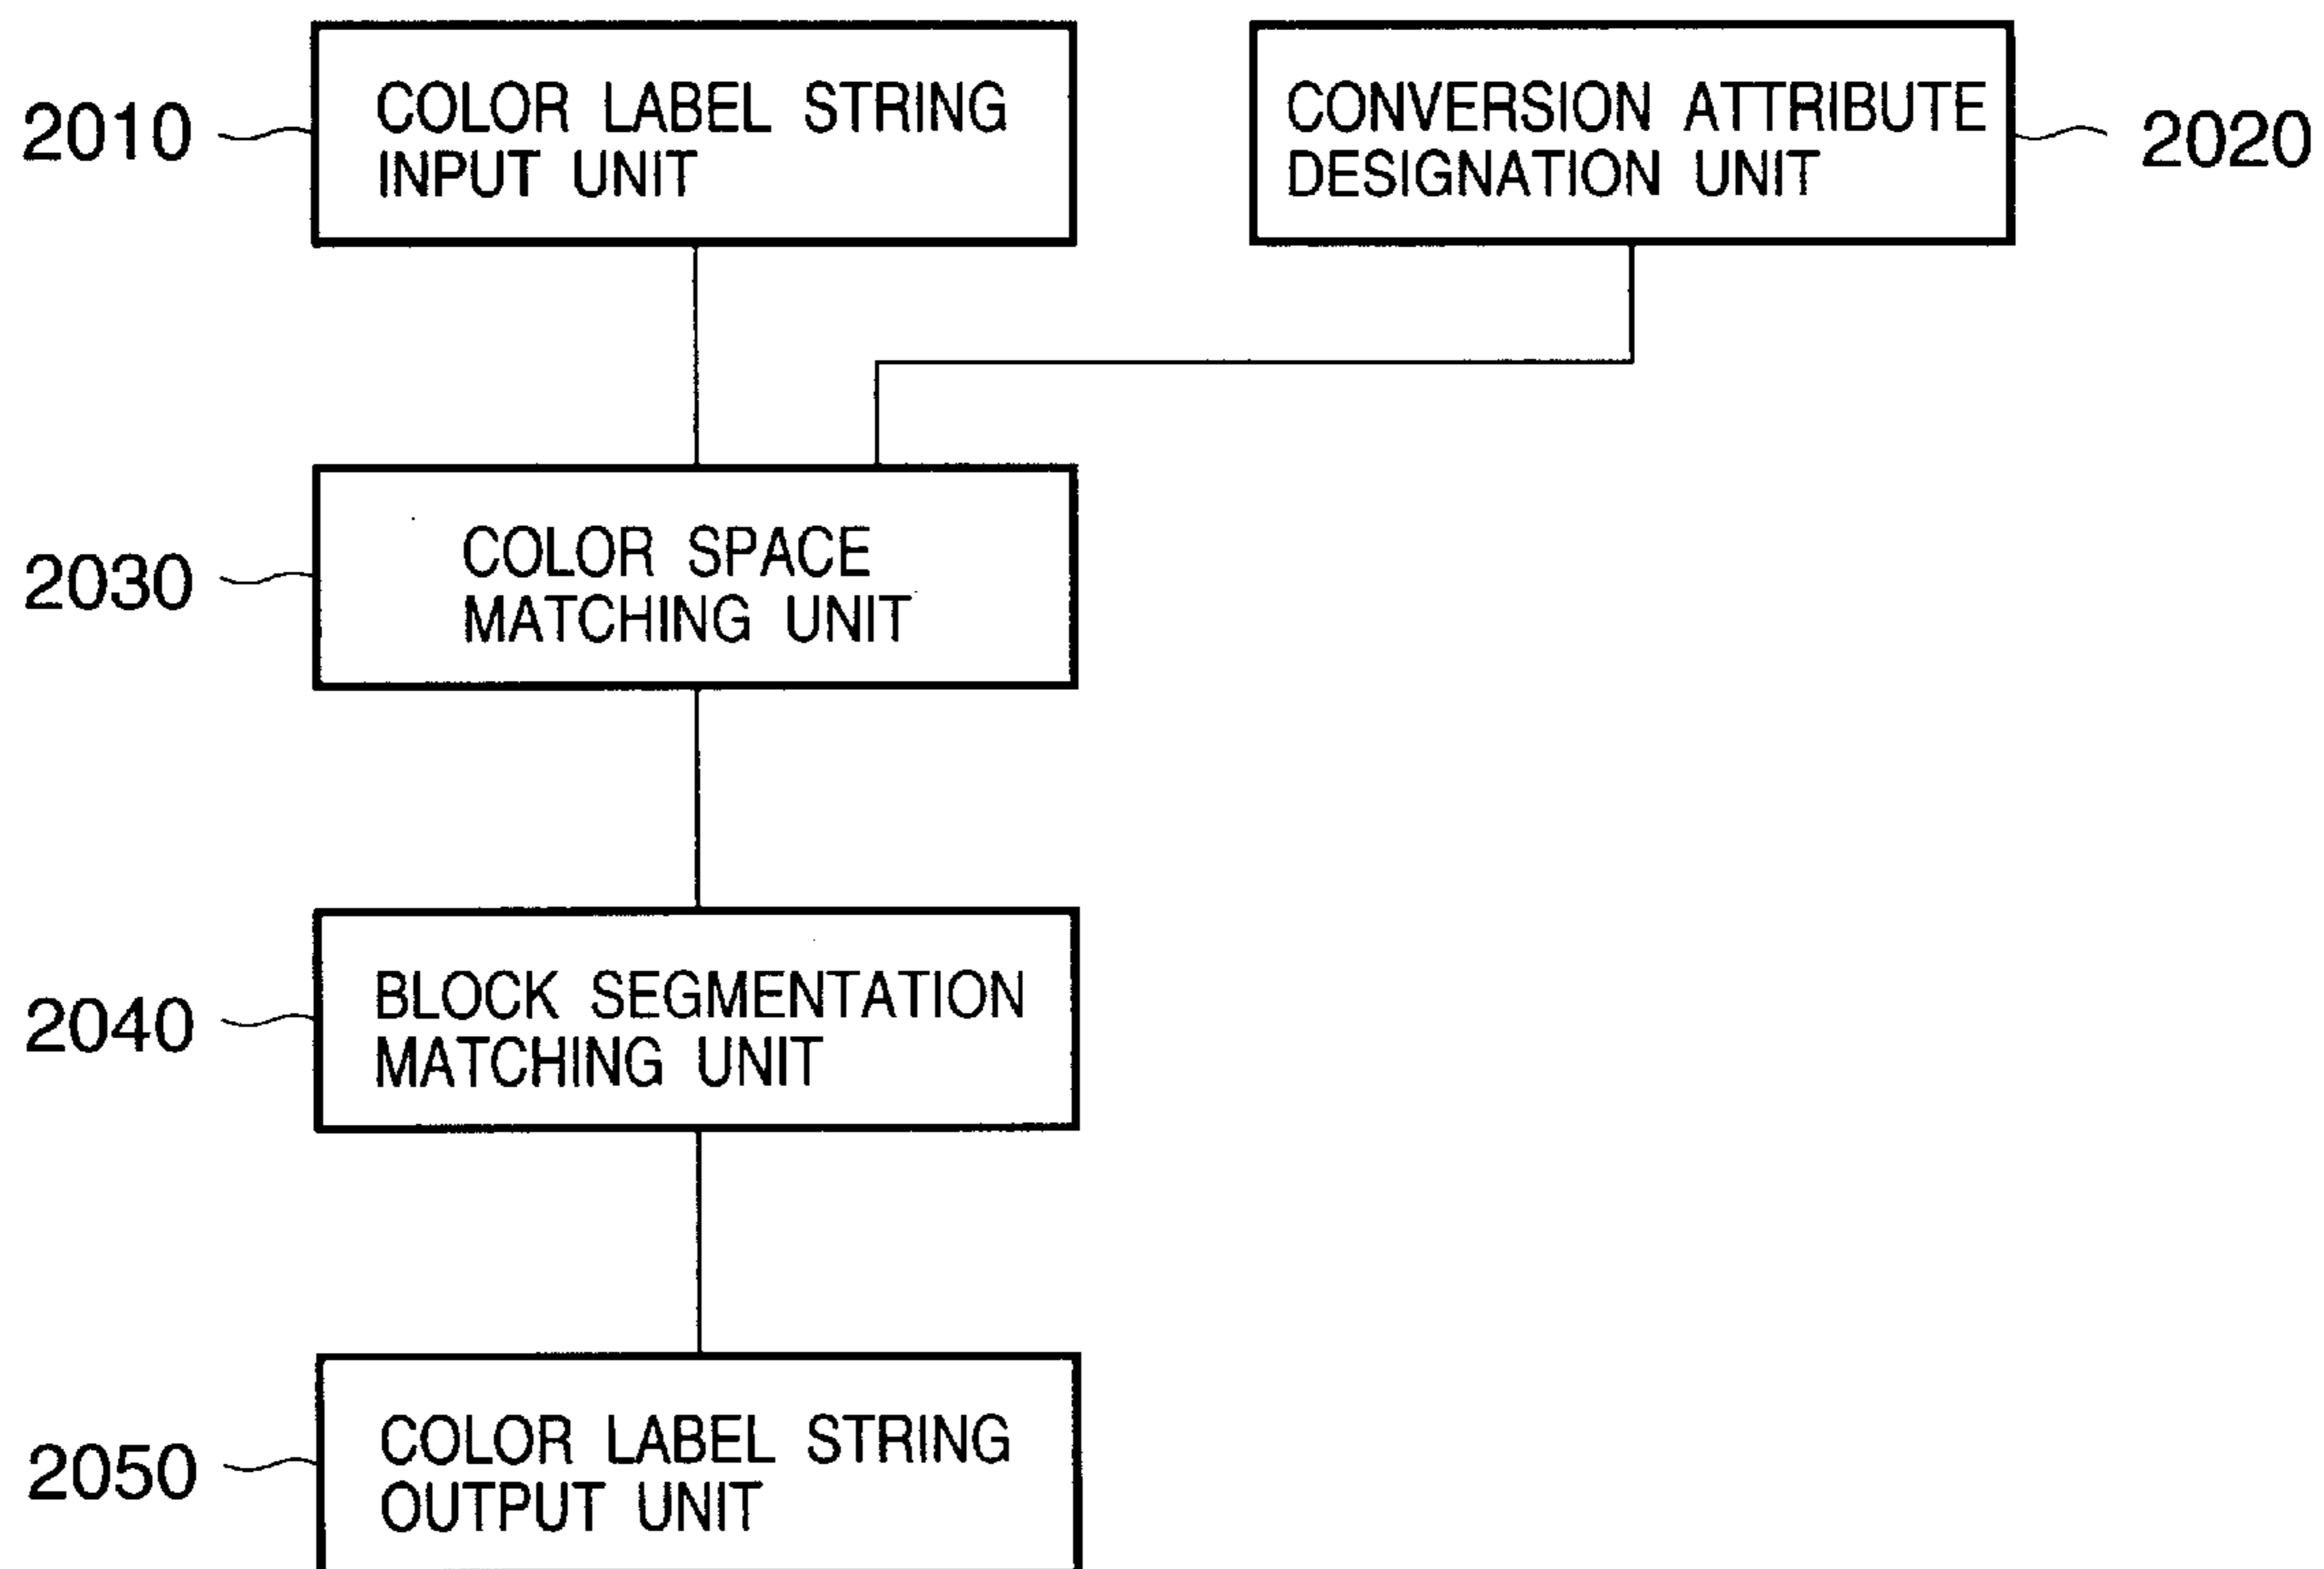 2010
COLOR LABEL STRING
INPUT UNIT
CONVERSION ATTRIBUTE
DESIGNATION UNIT
2020
2030
COLOR SPACE
MATCHING UNIT
2040
BLOCK SEGMENTATION
MATCHING UNIT
2050
COLOR LABEL STRING
OUTPUT UNIT